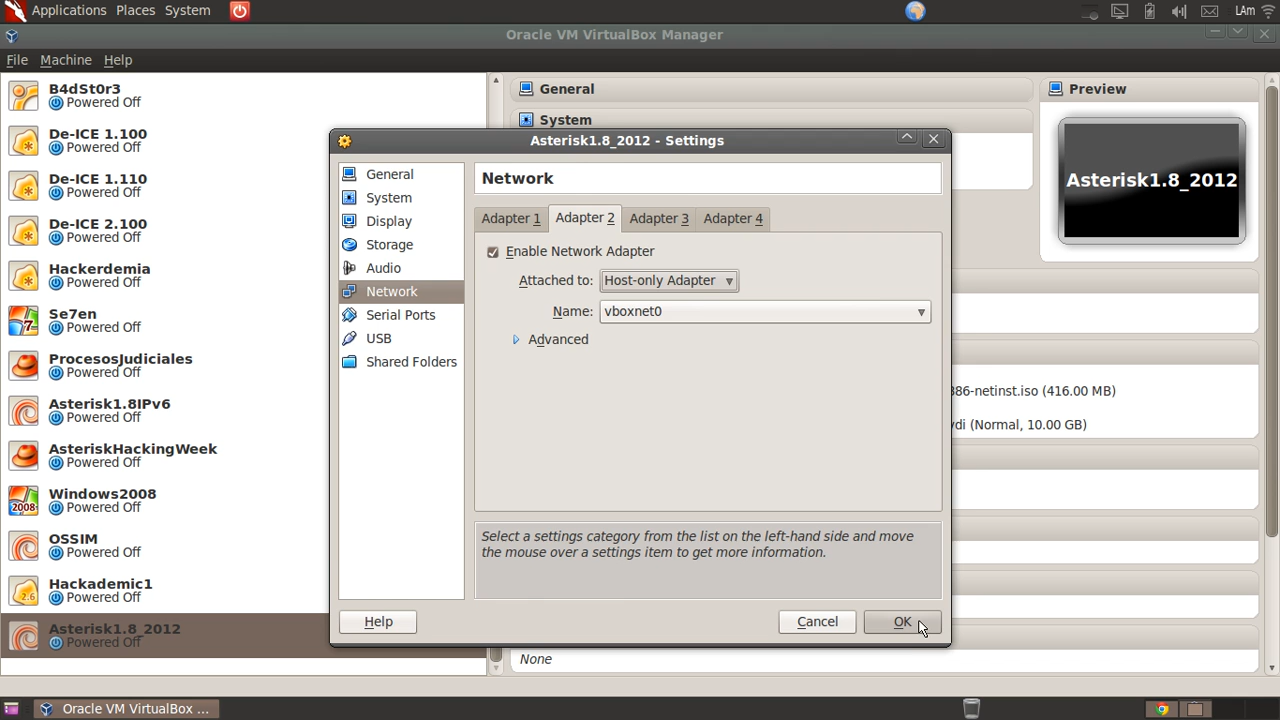 Applications Places System LAm
Oracle VM VirtualBox Manager
File Machine Help
B4dSt0r3
Powered Off
De-ICE 1.100
Powered Off
De-ICE 1.110
Powered Off
De-ICE 2.100
Powered Off
Hackerdemia
Powered Off
Se7en
Powered Off
ProcesosJudiciales
Powered Off
Asterisk1.8IPv6
Powered Off
AsteriskHackingWeek
Powered Off
Windows2008
Powered Off
OSSIM
Powered Off
Hackademic1
Powered Off
Asterisk1.8_2012
Powered Off
General
System
Preview
Asterisk1.8_2012
Asterisk1.8_2012 - Settings
General
System
Display
Storage
Audio
Network
Serial Ports
USB
Shared Folders
Network
Adapter 1 Adapter 2 Adapter 3 Adapter 4
Enable Network Adapter
Attached to: Host-only Adapter
Name: vboxnet0
Advanced
Select a settings category from the list on the left-hand side and move
the mouse over a settings item to get more information.
Help Cancel OK
86-netinst.iso (416.00 MB)
vdi (Normal, 10.00 GB)
None
Oracle VM VirtualBox ...